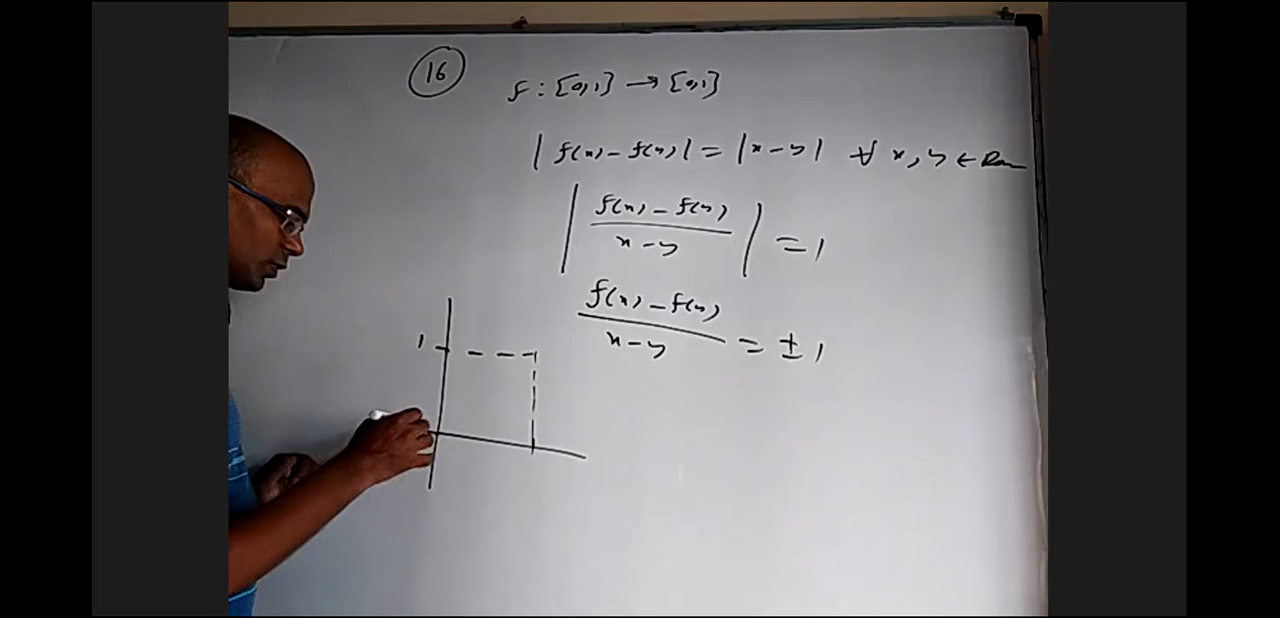 16
f : [0,1] → [0,1]
| f(x) - f(y) | = | x - y | ∀ x, y ∈
| f(x) - f(y) / x - y | = 1
f(x) - f(y) / x - y = ± 1
1